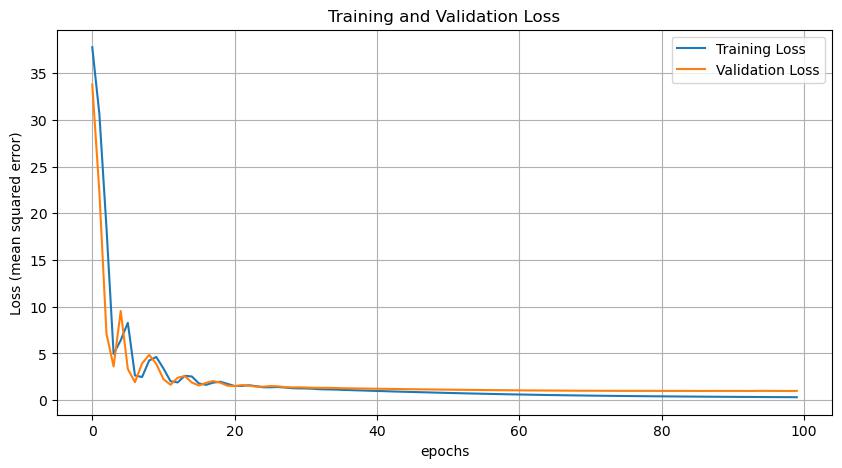 Training and Validation Loss
Training Loss
Validation Loss
Loss (mean squared error)
35
30
25
20
15
10
5
0
0 20 40 60 80 100
epochs